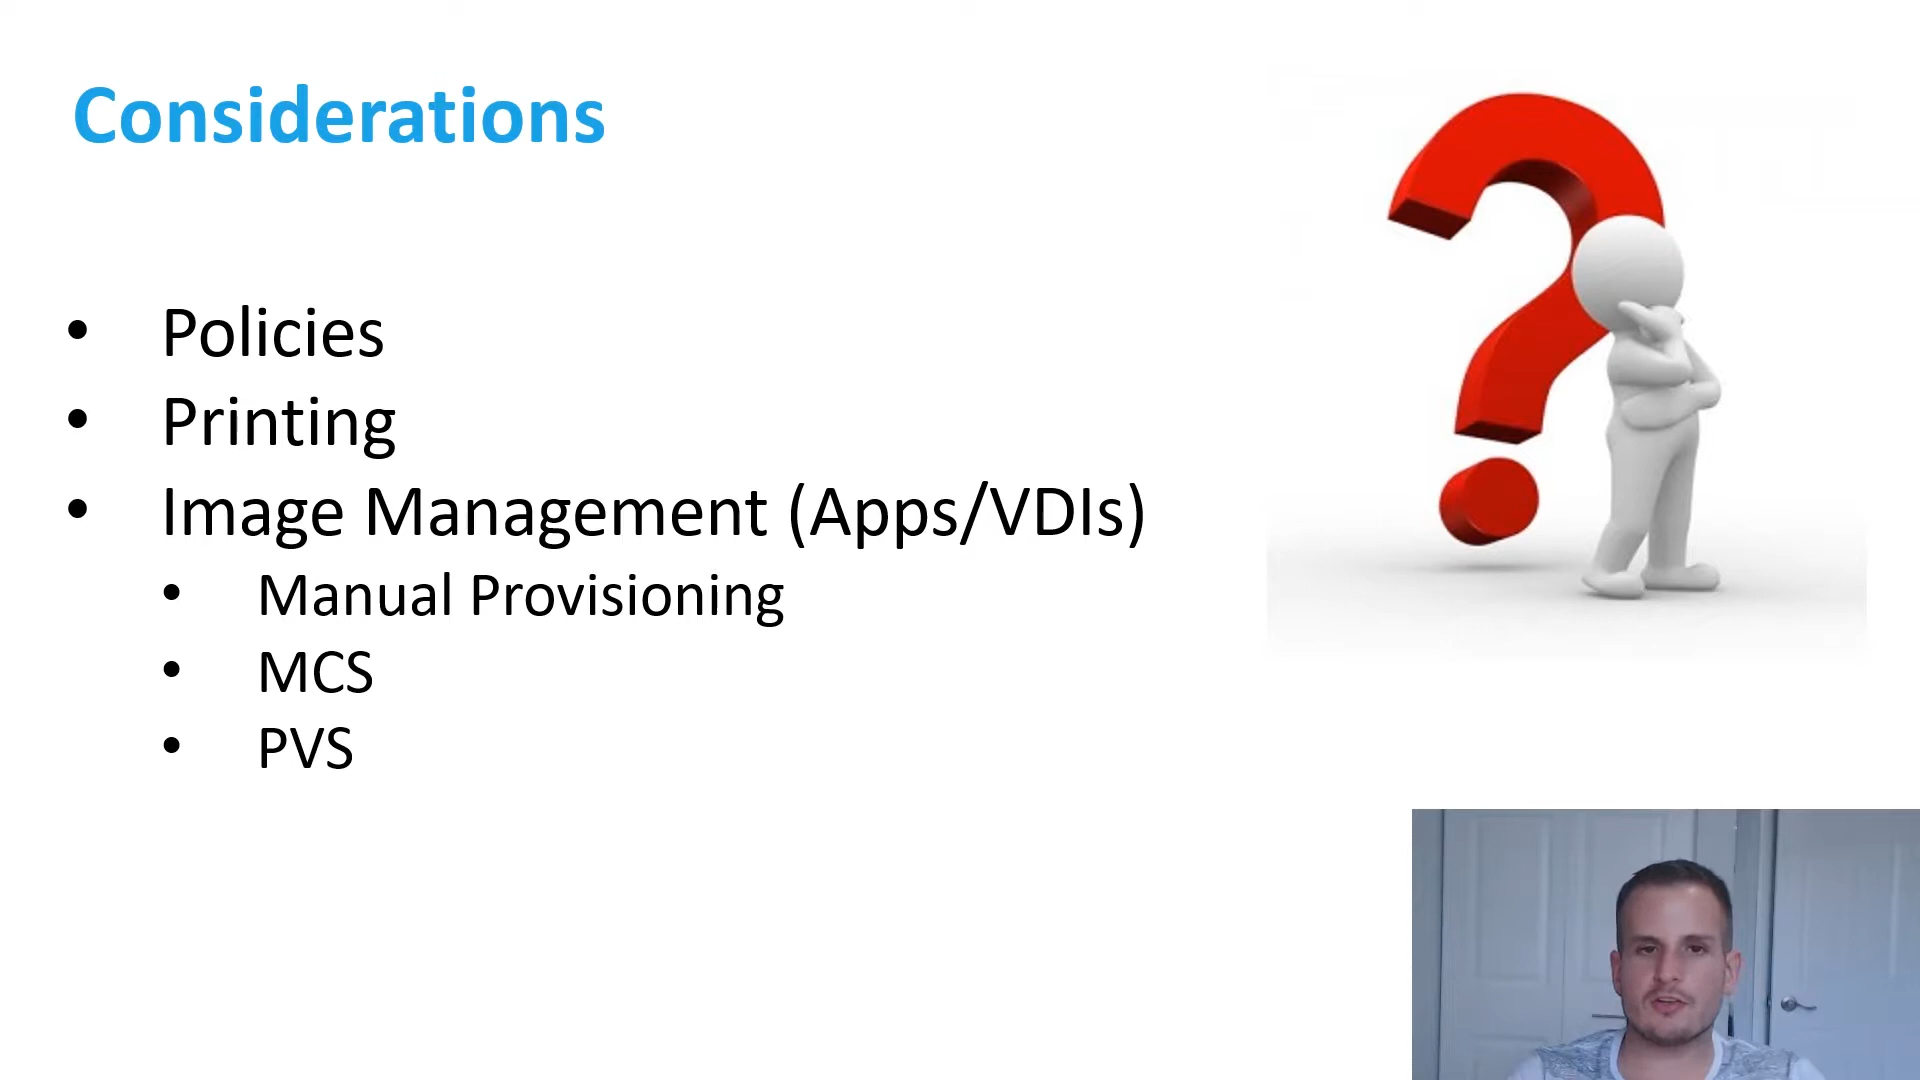 Considerations
• Policies
• Printing
• Image Management (Apps/VDIs)
• Manual Provisioning
• MCS
• PVS